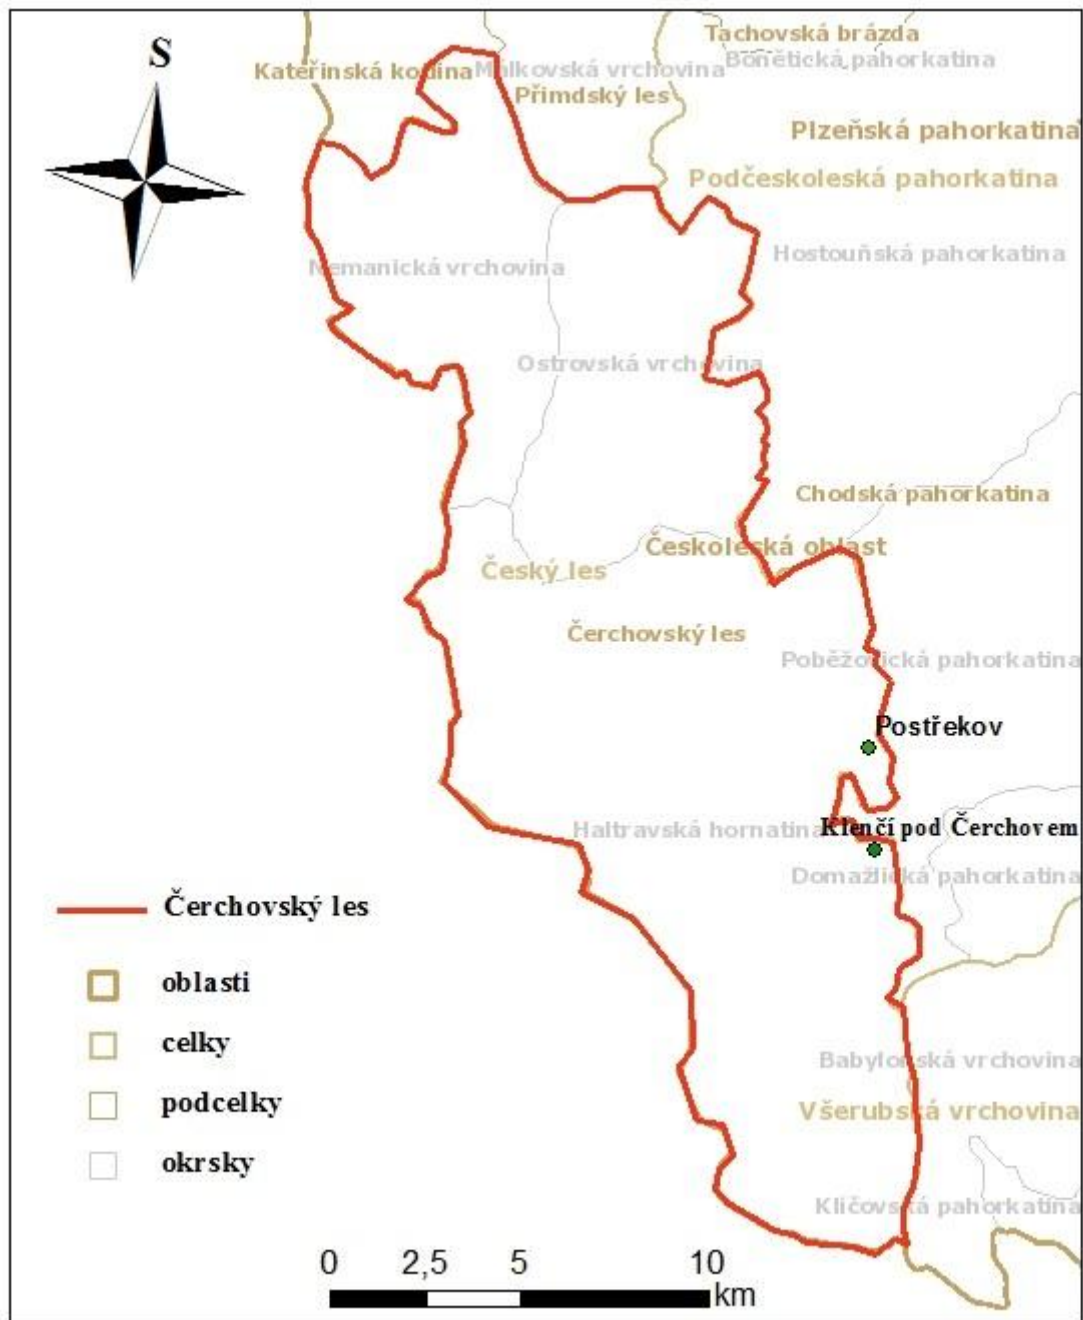 Tachovská brázda
S
Bonětická pahorkatina
Kateřinská kotlina
Málkovská vrchovina
Přimdský les
Plzeňská pahorkatina
Podčeskoleská pahorkatina
Hostouňská pahorkatina
Nemanická vrchovina
Ostrovská vrchovina
Chodská pahorkatina
Českoleská oblast
Český les
Čerchovský les
Poběžovická pahorkatina
Postřekov
Haltravská hornatina
Klenčí pod Čerchovem
Domažlická pahorkatina
Čerchovský les
oblasti
celky
Babylonská vrchovina
podcelky
Všerubská vrchovina
okrsky
Kličovská pahorkatina
0 2,5 5 10
km